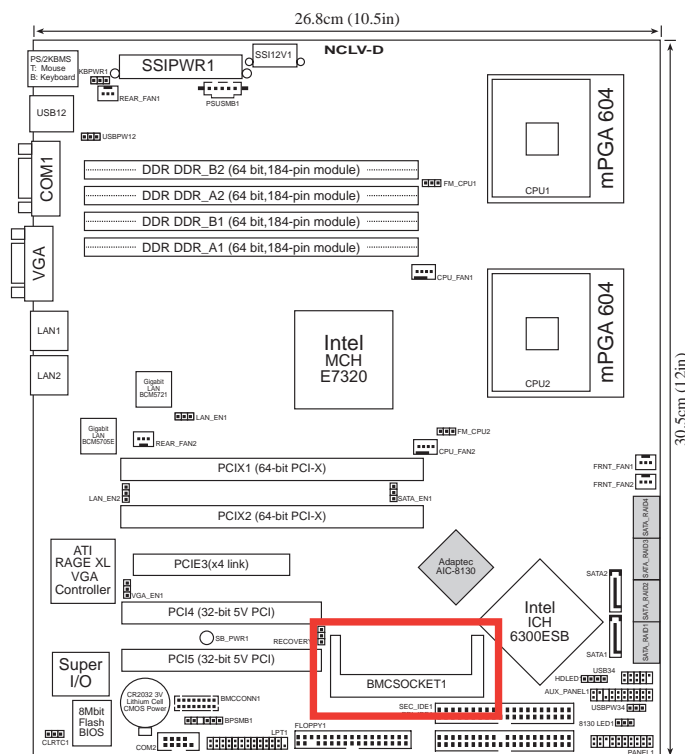 26.8cm (10.5in)
NCLV-D
PS/2KBMS
T: Mouse
B: Keyboard
KBPWR1
SSIPWR1
SSI12V1
REAR_FAN1
PSUSMB1
USB12
USBPW12
COM1
mPGA 604
CPU1
DDR DDR_B2 (64 bit,184-pin module)
FM_CPU1
DDR DDR_A2 (64 bit,184-pin module)
DDR DDR_B1 (64 bit,184-pin module)
DDR DDR_A1 (64 bit,184-pin module)
VGA
CPU_FAN1
mPGA 604
CPU2
LAN1
Intel
MCH
E7320
LAN2
30.5cm (12in)
Gigabit
LAN
BCM5721
LAN_EN1
Gigabit
LAN
BCM5705E
REAR_FAN2
FM_CPU2
CPU_FAN2
PCIX1 (64-bit PCI-X)
FRNT_FAN1
FRNT_FAN2
LAN_EN2
SATA_EN1
PCIX2 (64-bit PCI-X)
SATA_RAID4
SATA_RAID3
SATA_RAID2
SATA_RAID1
ATI
RAGE XL
VGA
Controller
PCIE3(x4 link)
Adaptec
AIC-8130
SATA2
VGA_EN1
PCI4 (32-bit 5V PCI)
Intel
ICH
6300ESB
SB_PWR1
RECOVERY
SATA1
PCI5 (32-bit 5V PCI)
BMCSOCKET1
Super
I/O
USB34
HDLED
AUX_PANEL1
CR2032 3V
Lithium Cell
CMOS Power
BMCCONN1
SEC_IDE1
USBPW34
8Mbit
Flash
BIOS
BPSMB1
FLOPPY1
8130 LED1
CLRTC1
COM2
LPT1
PANEL1